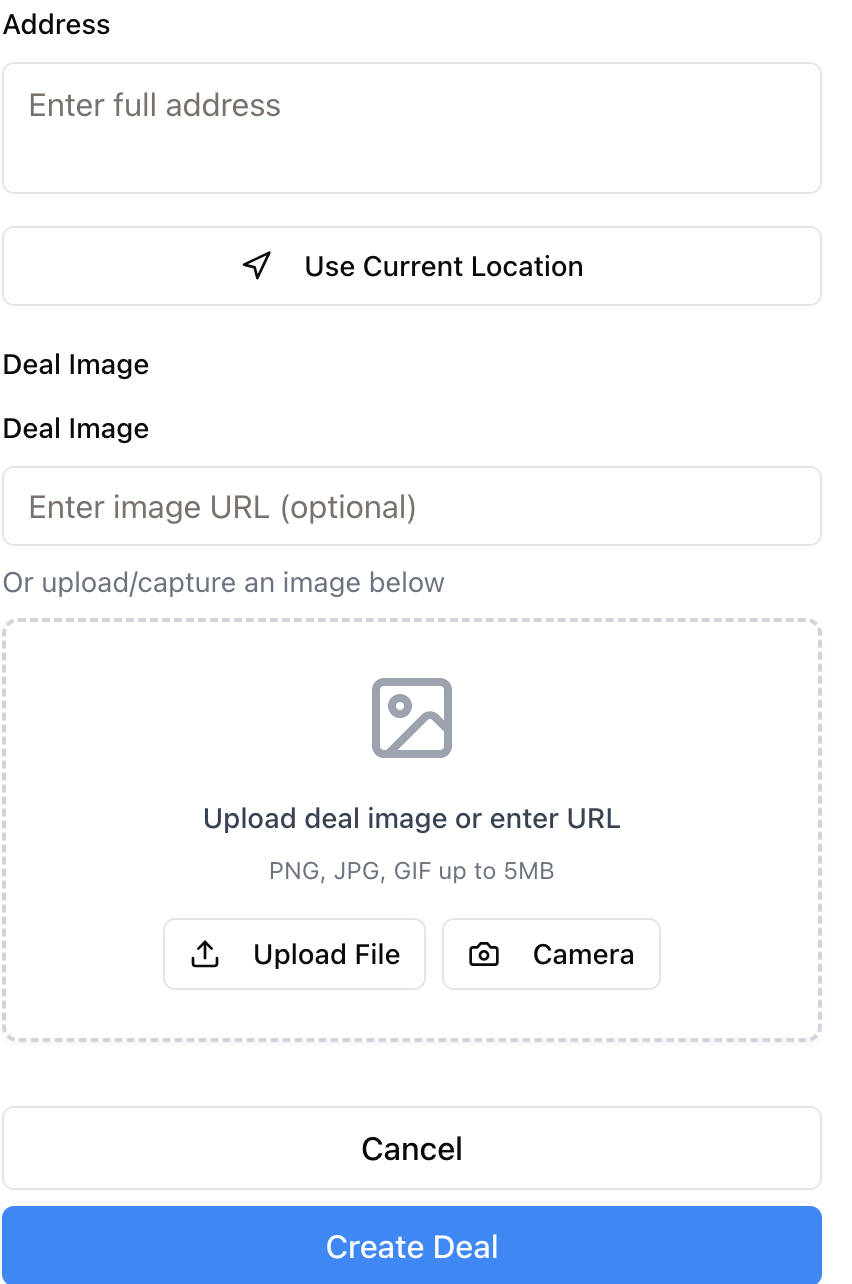 Address
Enter full address
Use Current Location
Deal Image
Deal Image
Enter image URL (optional)
Or upload/capture an image below
Upload deal image or enter URL
PNG, JPG, GIF up to 5MB
Upload File
Camera
Cancel
Create Deal